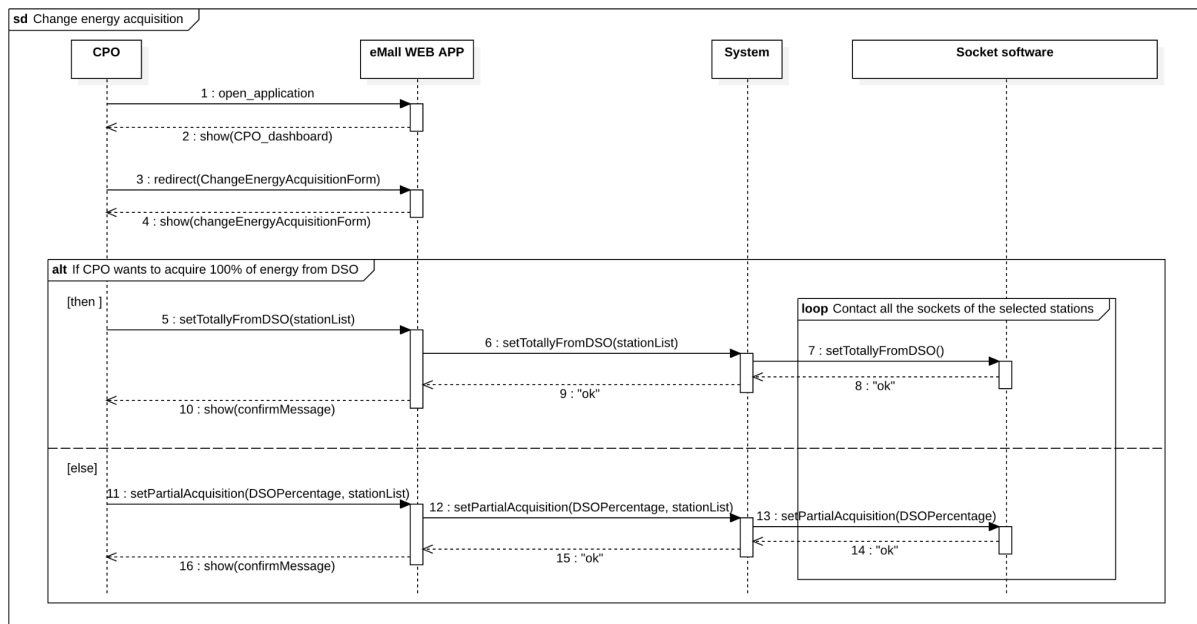 sd Change energy acquisition
CPO
eMall WEB APP
System
Socket software
1 : open_application
2 : show(CPO_dashboard)
3 : redirect(ChangeEnergyAcquisitionForm)
4 : show(changeEnergyAcquisitionForm)
alt If CPO wants to acquire 100% of energy from DSO
[then ]
loop Contact all the sockets of the selected stations
5 : setTotallyFromDSO(stationList)
6 : setTotallyFromDSO(stationList)
7 : setTotallyFromDSO()
8 : "ok"
9 : "ok"
10 : show(confirmMessage)
[else]
11 : setPartialAcquisition(DSOPercentage, stationList)
12 : setPartialAcquisition(DSOPercentage, stationList)
13 : setPartialAcquisition(DSOPercentage)
14 : "ok"
15 : "ok"
16 : show(confirmMessage)